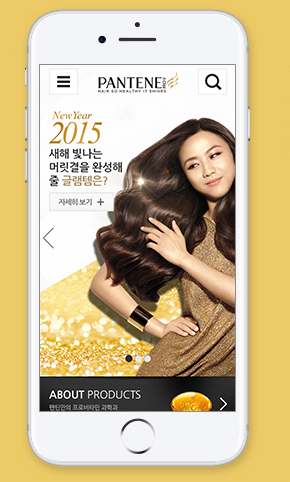 PANTENE
PRO-V
HAIR SO HEALTHY IT SHINES
New Year
2015
새해 빛나는
머릿결을 완성해
줄 글램템은?
자세히 보기 +
ABOUT PRODUCTS
팬틴만의 프로비타민 과학과